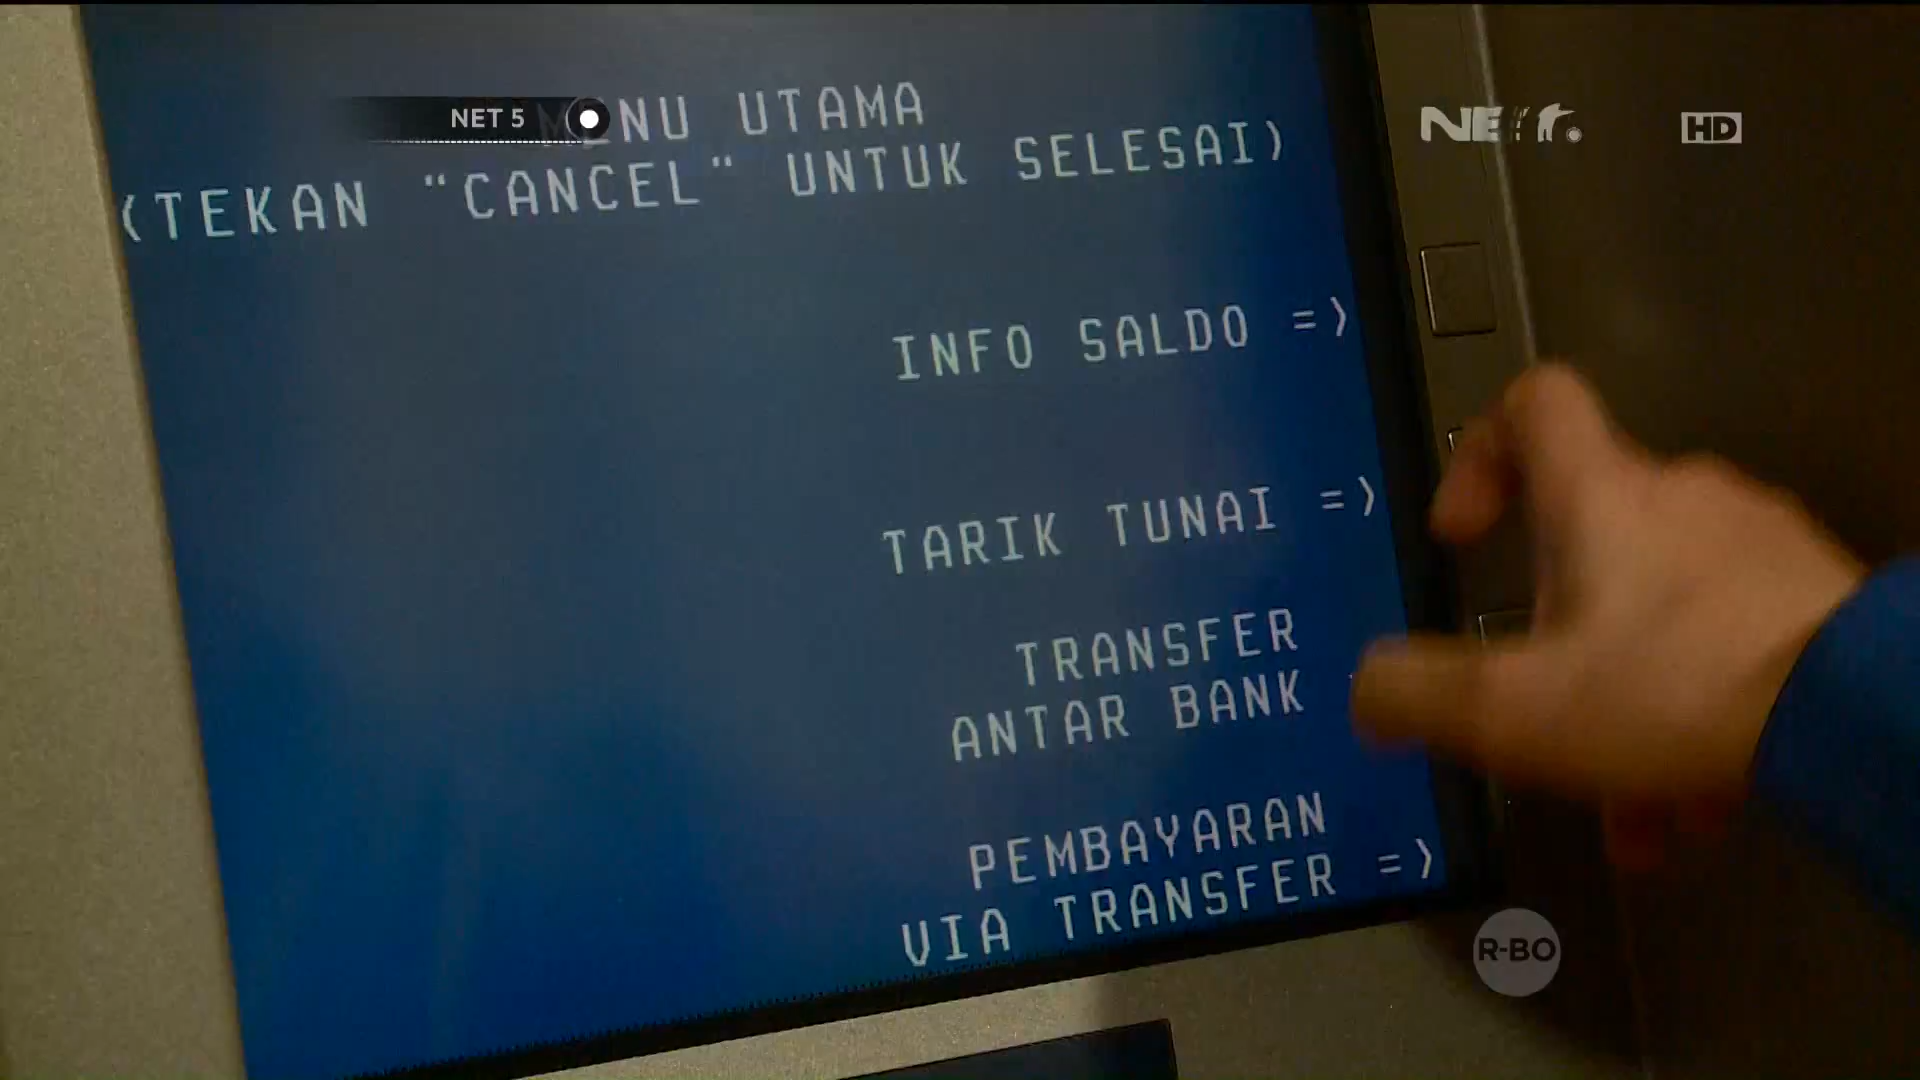 NET 5
MENU UTAMA
(TEKAN "CANCEL" UNTUK SELESAI)
HD
INFO SALDO =>
TARIK TUNAI =>
TRANSFER
ANTAR BANK
PEMBAYARAN
VIA TRANSFER =>
R-BO